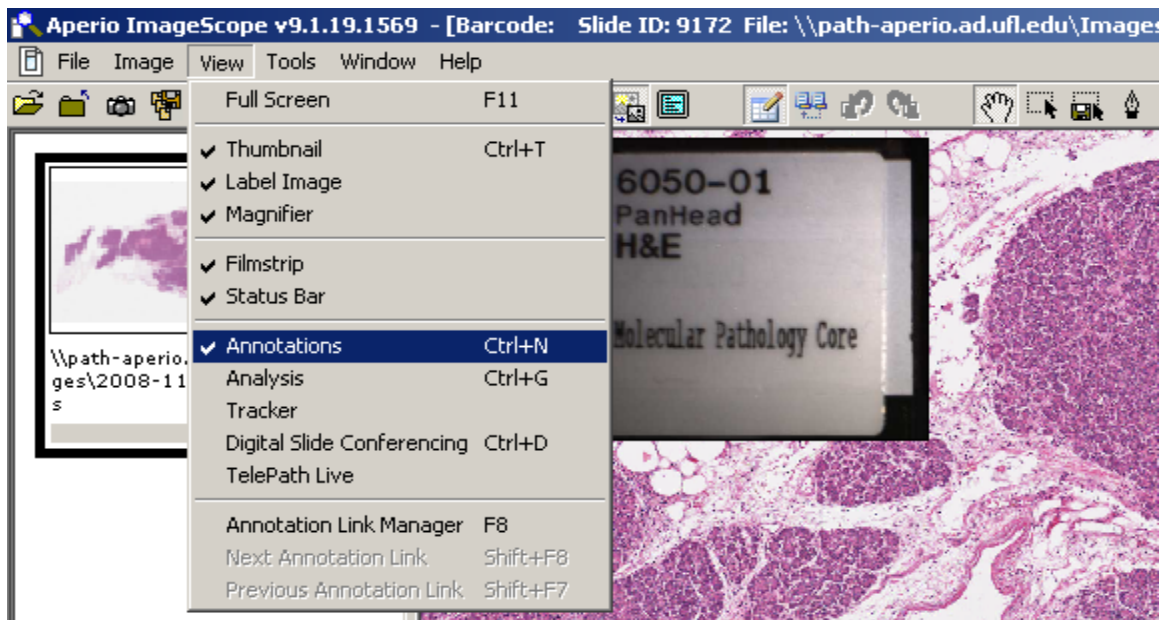 Aperio ImageScope v9.1.19.1569 - [Barcode: Slide ID: 9172 File: \\path-aperio.ad.ufl.edu\Images
File Image View Tools Window Help
Full Screen F11
Thumbnail Ctrl+T
Label Image
Magnifier
Filmstrip
Status Bar
Annotations Ctrl+N
Analysis Ctrl+G
Tracker
Digital Slide Conferencing Ctrl+D
TelePath Live
Annotation Link Manager F8
Next Annotation Link Shift+F8
Previous Annotation Link Shift+F7
\\path-aperio.
ges\2008-11
s
6050-01
PanHead
H&E
Molecular Pathology Core